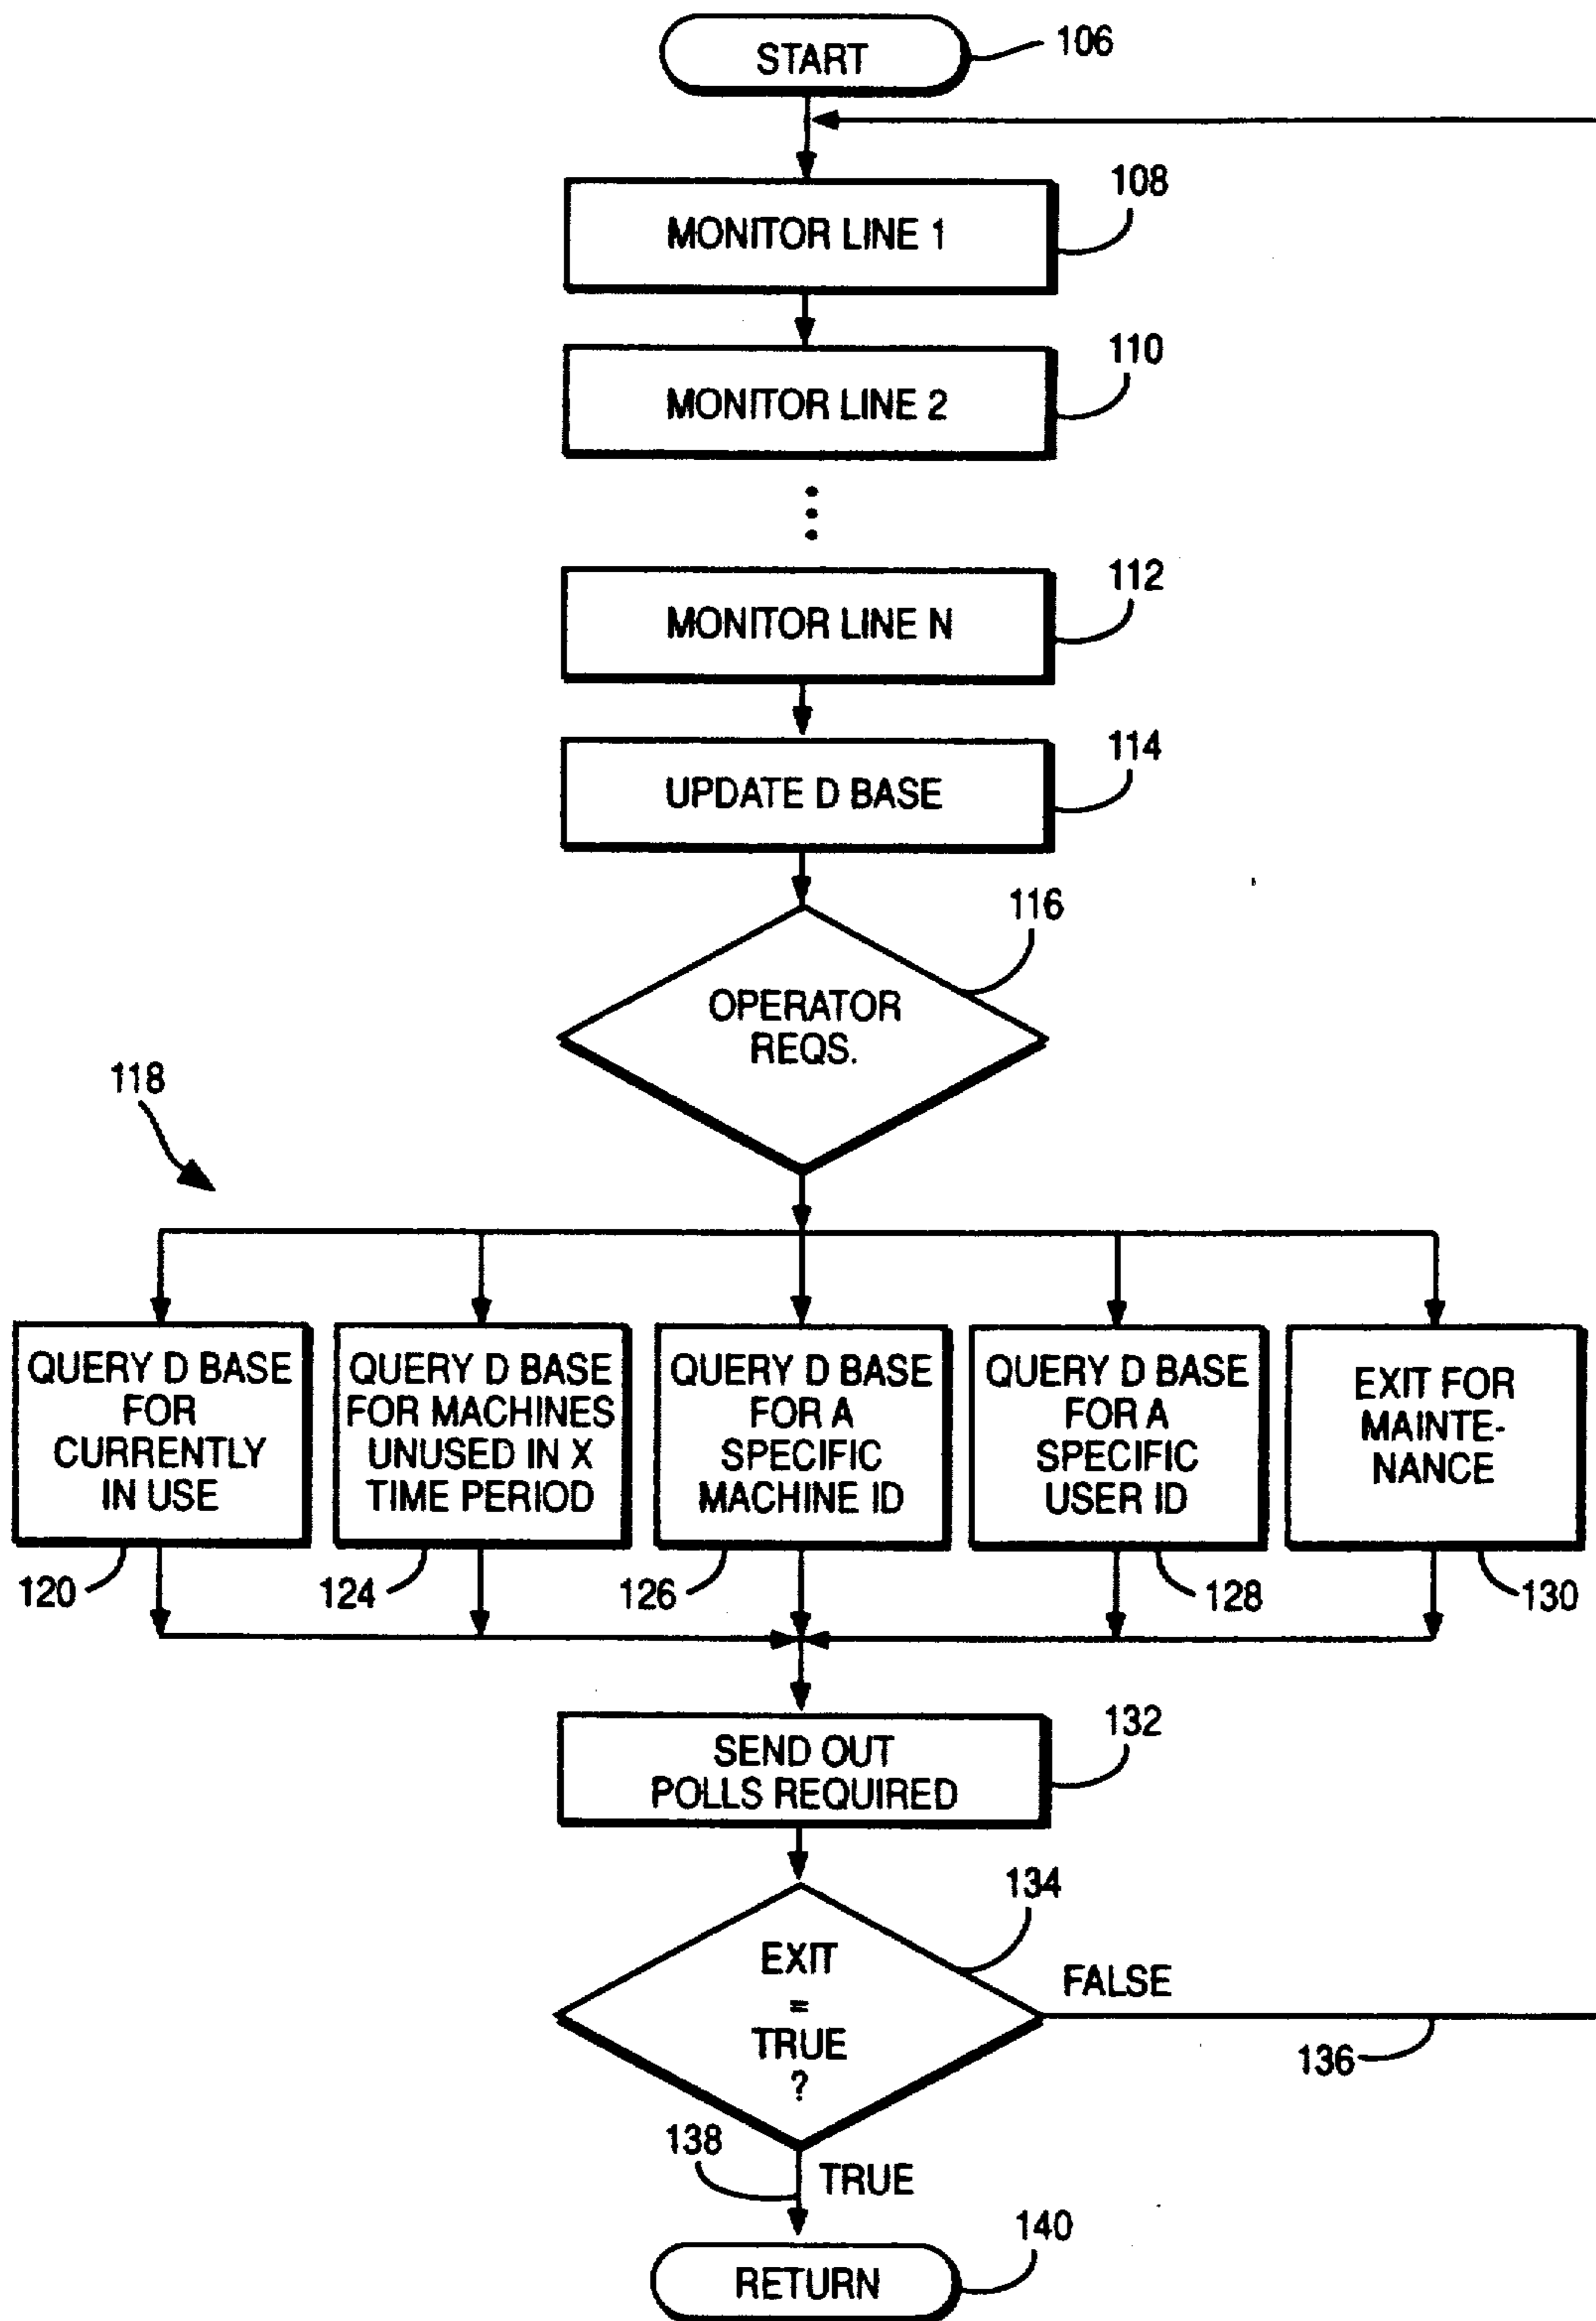 START
106
MONITOR LINE 1
108
MONITOR LINE 2
110
MONITOR LINE N
112
UPDATE D BASE
114
OPERATOR
REQS.
116
118
QUERY D BASE
FOR
CURRENTLY
IN USE
120
QUERY D BASE
FOR MACHINES
UNUSED IN X
TIME PERIOD
124
QUERY D BASE
FOR A
SPECIFIC
MACHINE ID
126
QUERY D BASE
FOR A
SPECIFIC
USER ID
128
EXIT FOR
MAINTE-
NANCE
130
SEND OUT
POLLS REQUIRED
132
EXIT
=
TRUE
?
134
FALSE
136
138
TRUE
RETURN
140